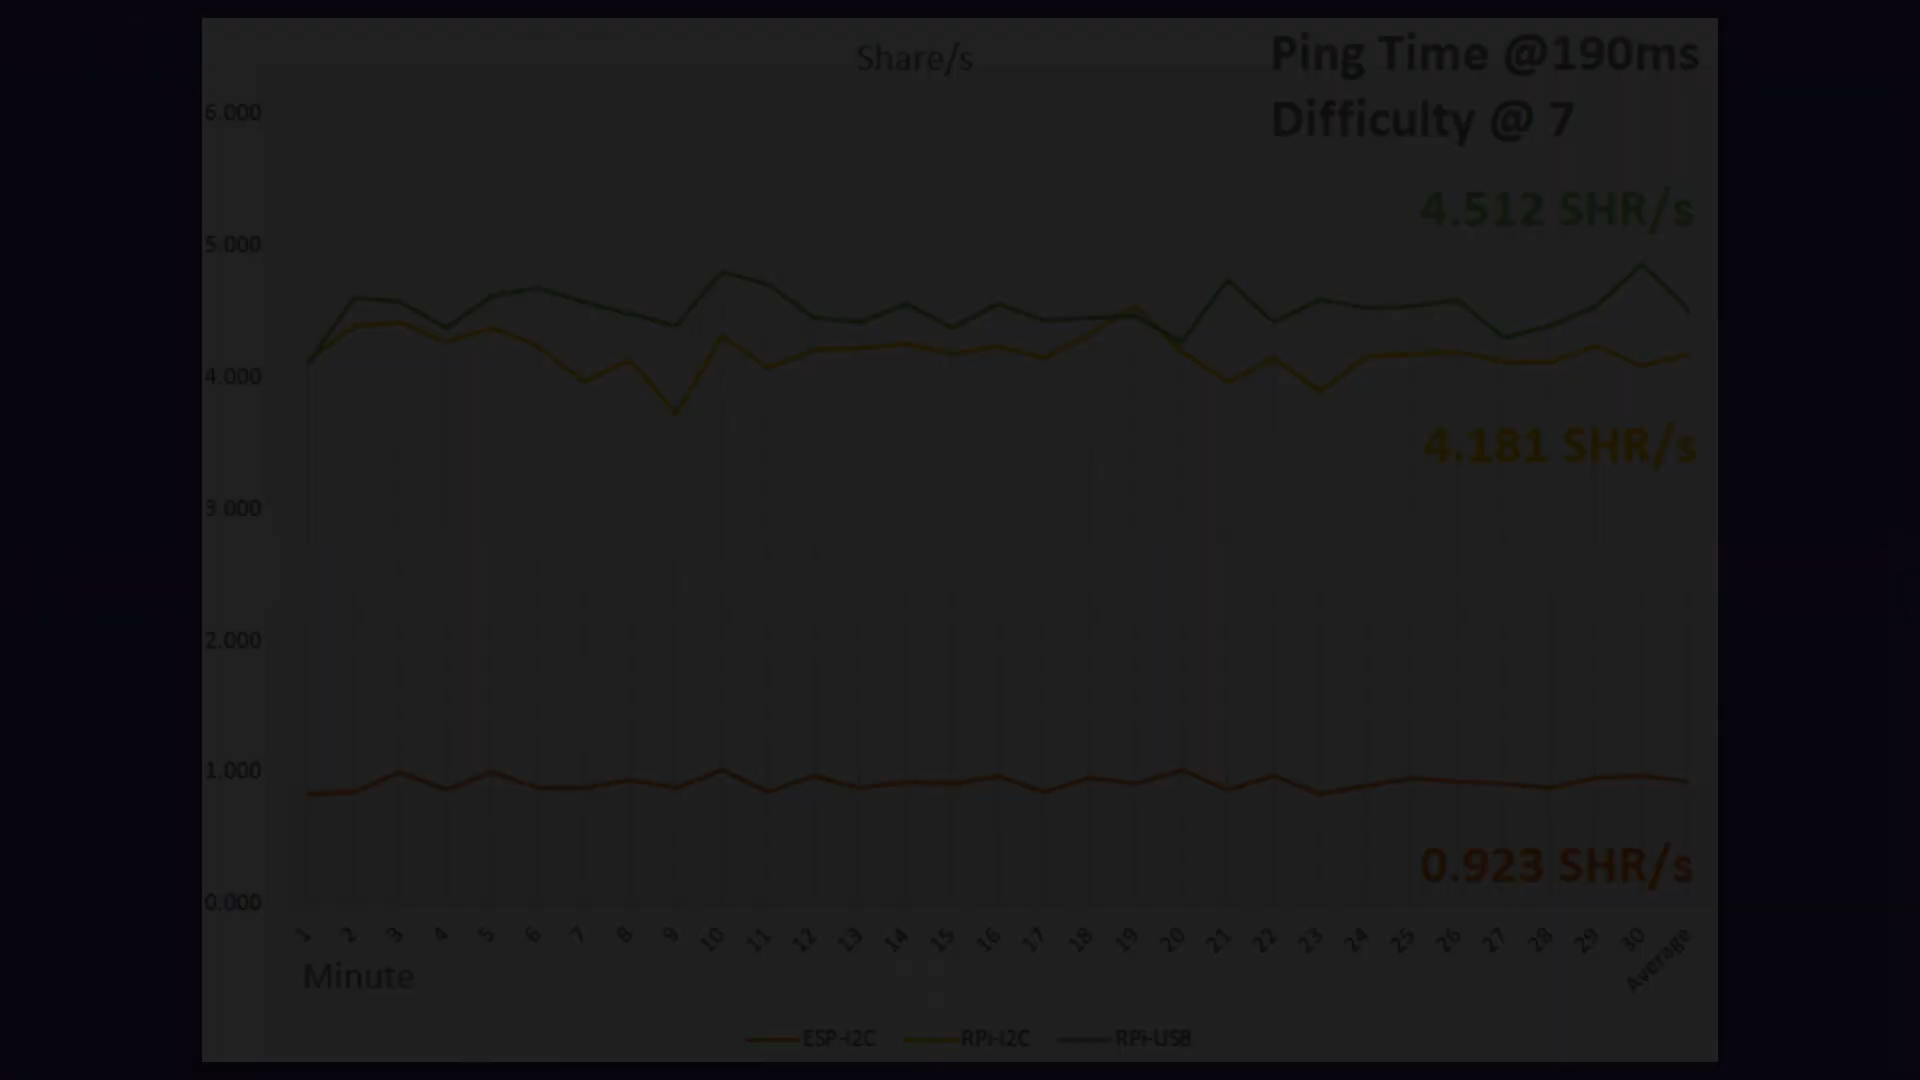 Share/s
Ping Time @190ms
Difficulty @ 7
6.000
5.000
4.000
3.000
2.000
1.000
0.000
4.512 SHR/s
4.181 SHR/s
0.923 SHR/s
1 2 3 4 5 6 7 8 9 10 11 12 13 14 15 16 17 18 19 20 21 22 23 24 25 26 27 28 29 30 Average
Minute
ESP-I2C RPi-I2C RPi-USB